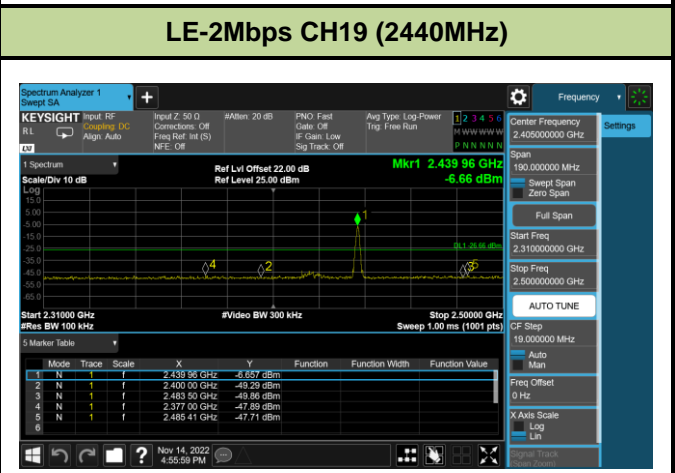 LE-2Mbps CH19 (2440MHz)
Spectrum Analyzer 1
Swept SA
+
Frequency
KEYSIGHT
RL
LXI
Input: RF
Coupling: DC
Align: Auto
Input Z: 50 Ω
Corrections: Off
Freq Ref: Int (S)
NFE: Off
#Atten: 20 dB
PNO: Fast
Gate: Off
IF Gain: Low
Sig Track: Off
Avg Type: Log-Power
Trig: Free Run
1 2 3 4 5 6
M W W W W W
P N N N N N
1 Spectrum
Scale/Div 10 dB
Ref Lvl Offset 22.00 dB
Ref Level 25.00 dBm
Mkr1 2.439 96 GHz
-6.66 dBm
Log
15.0
5.00
-5.00
-15.0
-25.0
-35.0
-45.0
-55.0
-65.0
1
DL1 -26.66 dBm
4
2
Start 2.31000 GHz
#Res BW 100 kHz
#Video BW 300 kHz
Stop 2.50000 GHz
Sweep 1.00 ms (1001 pts)
5 Marker Table
Mode Trace Scale X Y Function Function Width Function Value
1 N 1 f 2.439 96 GHz -6.657 dBm
2 N 1 f 2.400 00 GHz -49.29 dBm
3 N 1 f 2.483 50 GHz -49.86 dBm
4 N 1 f 2.377 00 GHz -47.89 dBm
5 N 1 f 2.485 41 GHz -47.71 dBm
6
Center Frequency
2.405000000 GHz
Settings
Span
190.000000 MHz
Swept Span
Zero Span
Full Span
Start Freq
2.310000000 GHz
Stop Freq
2.500000000 GHz
AUTO TUNE
CF Step
19.000000 MHz
Auto
Man
Freq Offset
0 Hz
X Axis Scale
Log
Lin
Signal Track
(Span Zoom)
?
Nov 14, 2022
4:55:59 PM